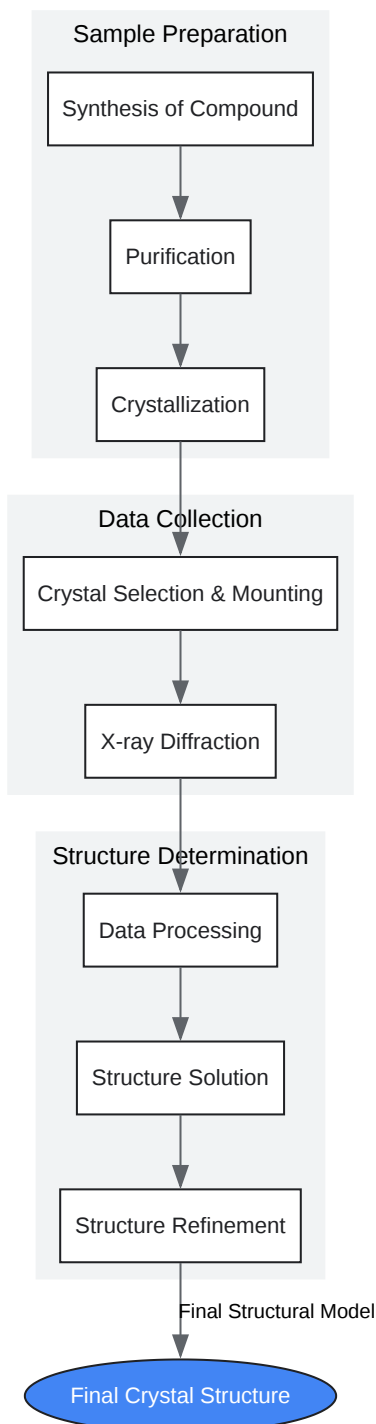 Sample Preparation
Synthesis of Compound
Purification
Crystallization
Data Collection
Crystal Selection & Mounting
X-ray Diffraction
Structure Determination
Data Processing
Structure Solution
Structure Refinement
Final Structural Model
Final Crystal Structure